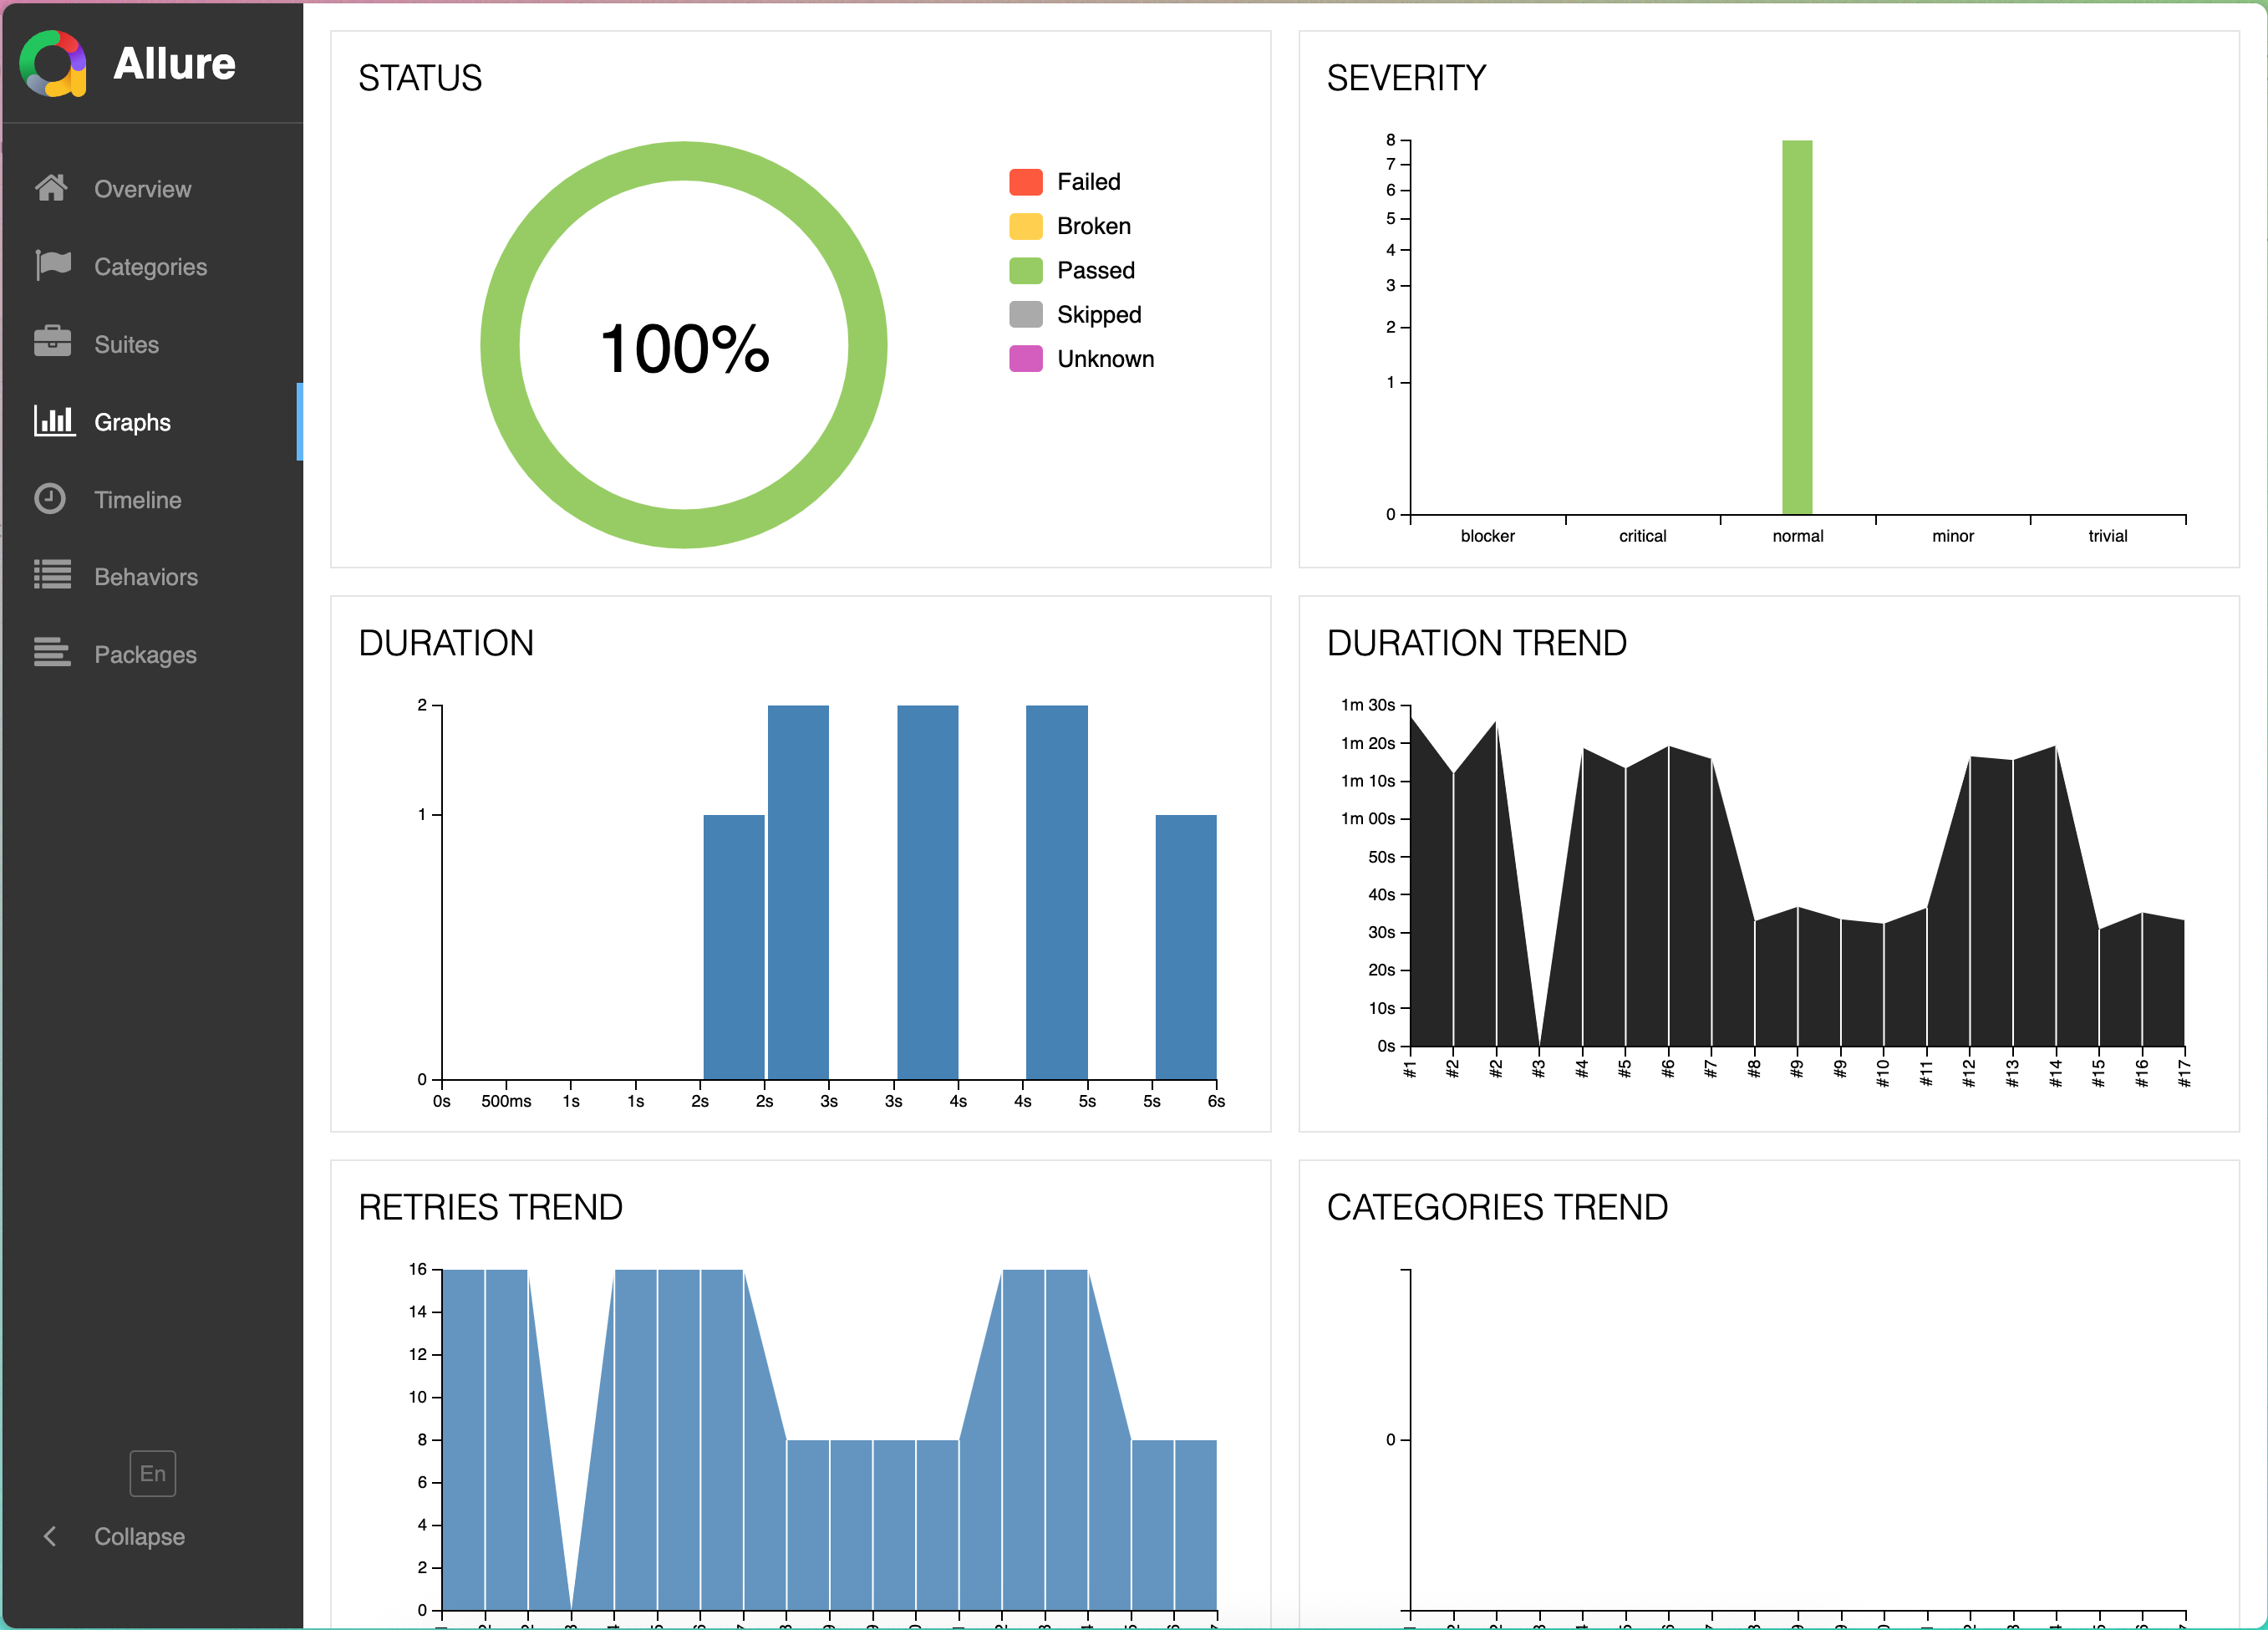 Allure
Overview
Categories
Suites
Graphs
Timeline
Behaviors
Packages
En
Collapse
STATUS
100%
Failed
Broken
Passed
Skipped
Unknown
SEVERITY
8
7
6
5
4
3
2
1
0
blocker critical normal minor trivial
DURATION
2
1
0
0s 500ms 1s 1s 2s 2s 3s 3s 4s 4s 5s 5s 6s
DURATION TREND
1m 30s
1m 20s
1m 10s
1m 00s
50s
40s
30s
20s
10s
0s
#1 #2 #2 #3 #4 #5 #6 #7 #8 #9 #9 #10 #11 #12 #13 #14 #15 #16 #17
RETRIES TREND
16
14
12
10
8
6
4
2
0
CATEGORIES TREND
0